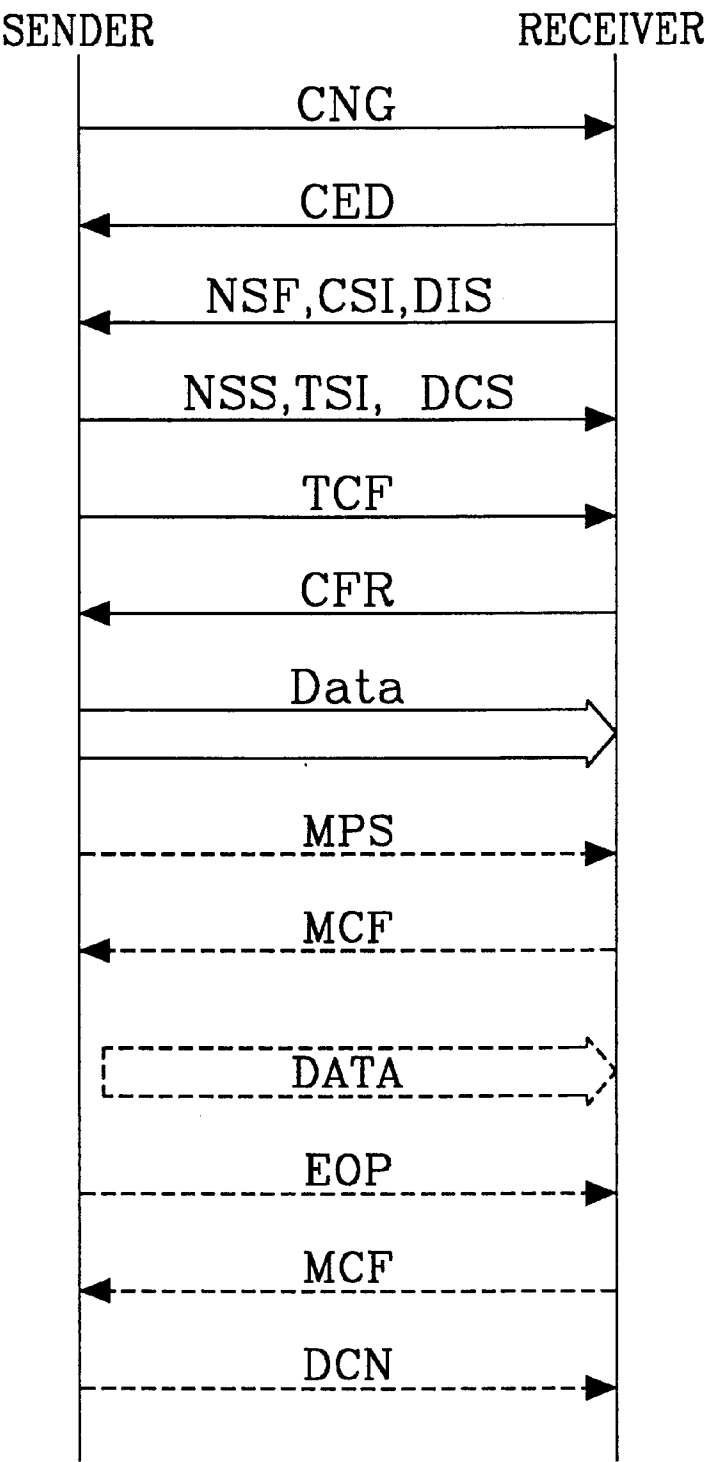 SENDER RECEIVER
CNG
CED
NSF,CSI,DIS
NSS,TSI, DCS
TCF
CFR
Data
MPS
MCF
DATA
EOP
MCF
DCN